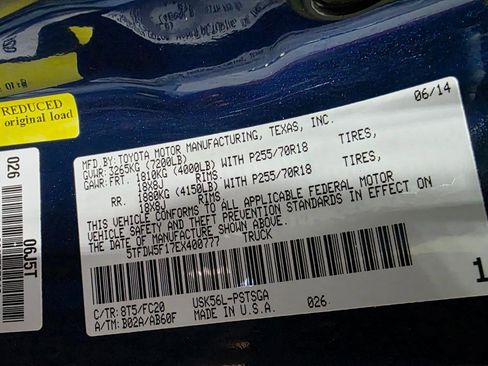 REDUCED
original load
026
06J5T
06/14
MFD.BY:TOYOTA MOTOR MANUFACTURING, TEXAS, INC.
GVWR: 3265KG (7200LB)
GAWR:FRT. 1810KG (4000LB) WITH P255/70R18 TIRES,
18X8J RIMS,
RR. 1880KG (4150LB) WITH P255/70R18 TIRES,
18X8J RIMS,
THIS VEHICLE CONFORMS TO ALL APPLICABLE FEDERAL MOTOR
VEHICLE SAFETY AND THEFT PREVENTION STANDARDS IN EFFECT ON
THE DATE OF MANUFACTURE SHOWN ABOVE.
5TFDW5F17EX400777 TRUCK
C/TR: 8T5/FC20 USK56L-PSTSGA
A/TM: B02A/AB60F MADE IN U.S.A. 026
1